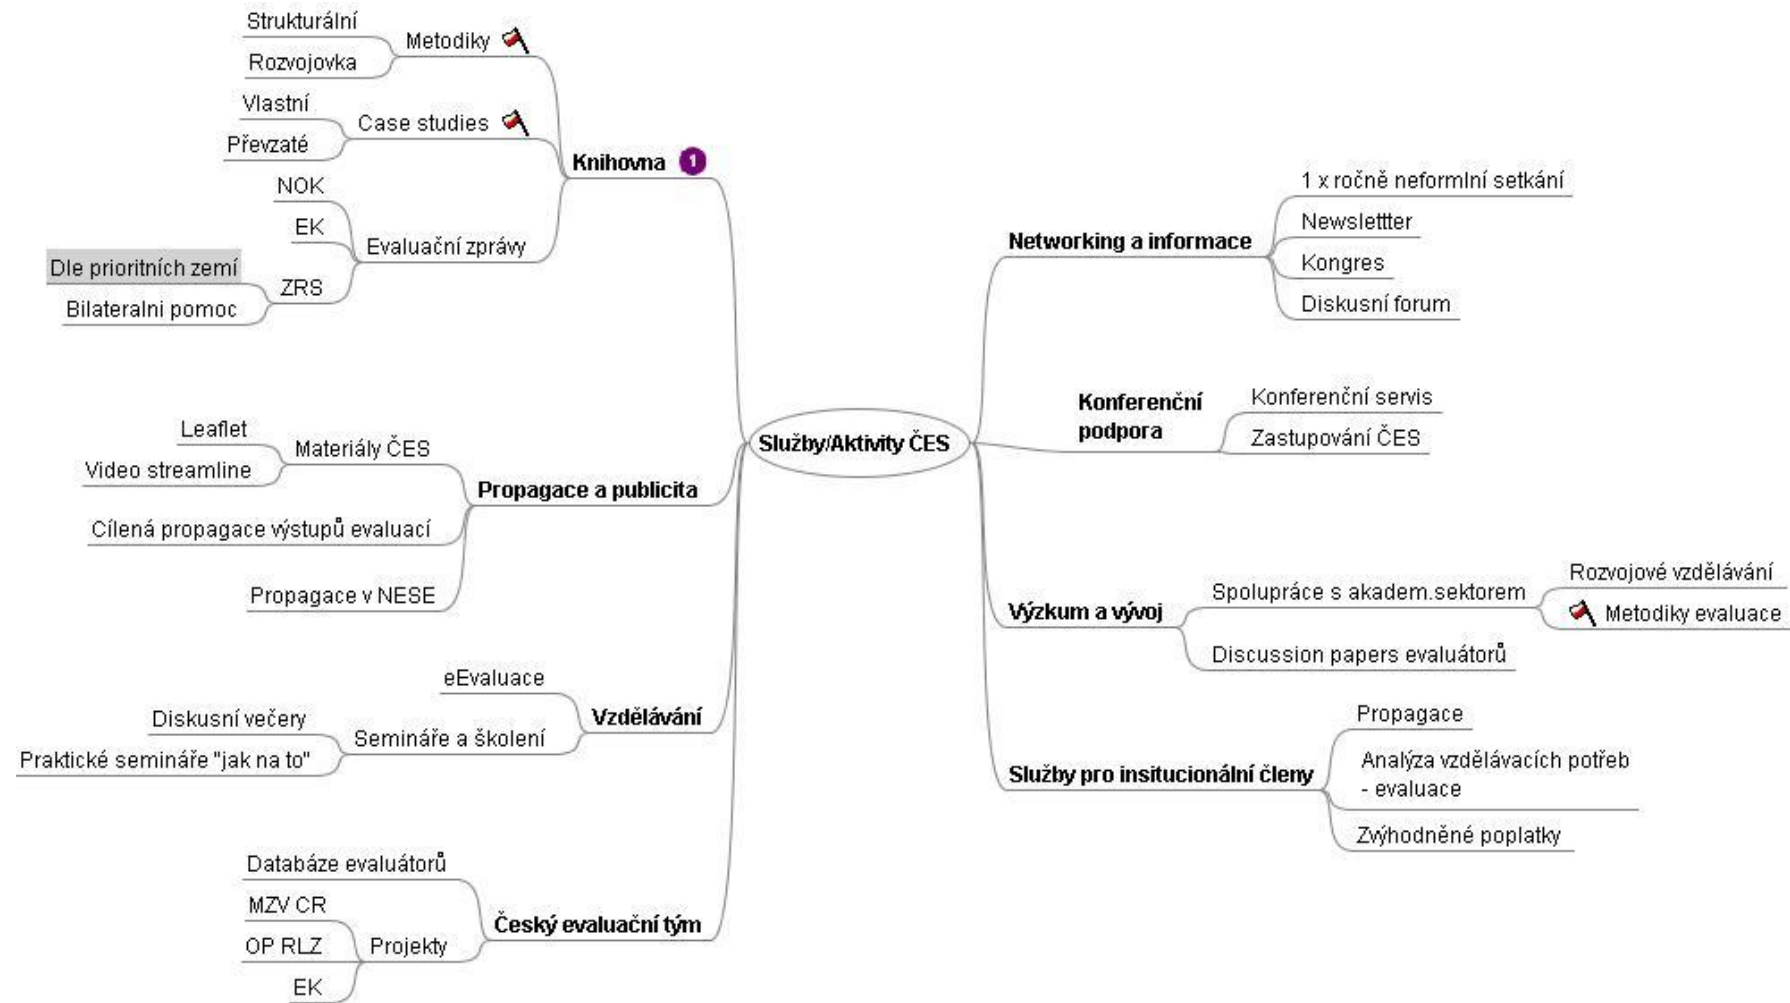 Strukturální
Metodiky
Rozvojovka
Vlastní
Case studies
Převzaté
Knihovna 1
NOK
EK
Evaluační zprávy
Dle prioritních zemí
ZRS
Bilateralni pomoc
Leaflet
Materiály ČES
Video streamline
Propagace a publicita
Cílená propagace výstupů evaluací
Propagace v NESE
eEvaluace
Vzdělávání
Diskusní večery
Semináře a školení
Praktické semináře "jak na to"
Databáze evaluátorů
MZV CR
Český evaluační tým
OP RLZ
Projekty
EK
Služby/Aktivity ČES
1 x ročně neformlní setkání
Newslettter
Networking a informace
Kongres
Diskusní forum
Konferenční
podpora
Konferenční servis
Zastupování ČES
Rozvojové vzdělávání
Spolupráce s akadem.sektorem
Metodiky evaluace
Výzkum a vývoj
Discussion papers evaluátorů
Propagace
Analýza vzdělávacích potřeb
- evaluace
Služby pro insitucionální členy
Zvýhodněné poplatky